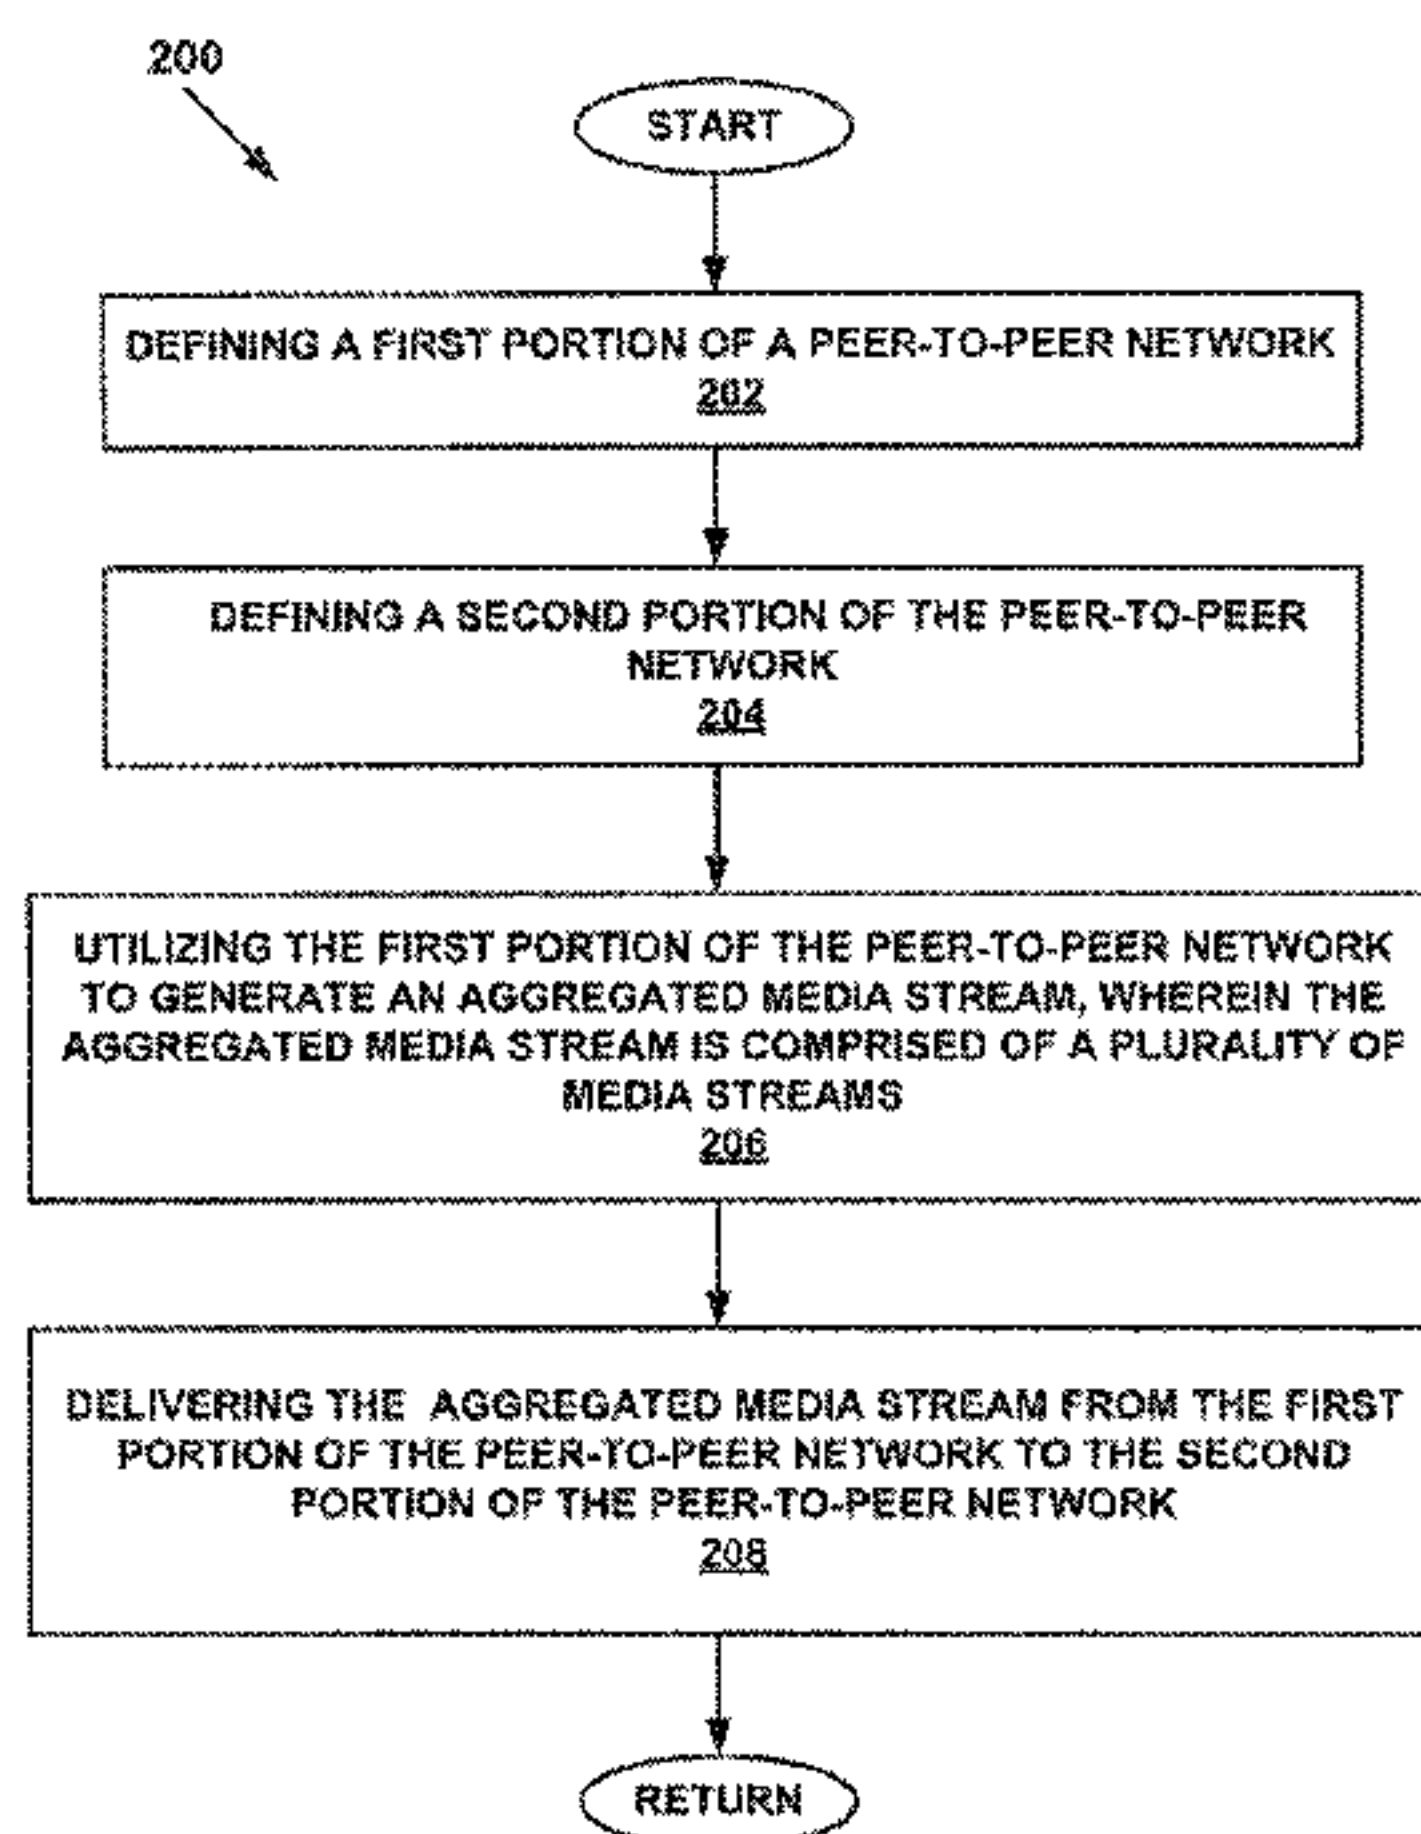 200
START
DEFINING A FIRST PORTION OF A PEER-TO-PEER NETWORK
202
DEFINING A SECOND PORTION OF THE PEER-TO-PEER
NETWORK
204
UTILIZING THE FIRST PORTION OF THE PEER-TO-PEER NETWORK
TO GENERATE AN AGGREGATED MEDIA STREAM, WHEREIN THE
AGGREGATED MEDIA STREAM IS COMPRISED OF A PLURALITY OF
MEDIA STREAMS
206
DELIVERING THE AGGREGATED MEDIA STREAM FROM THE FIRST
PORTION OF THE PEER-TO-PEER NETWORK TO THE SECOND
PORTION OF THE PEER-TO-PEER NETWORK
208
RETURN